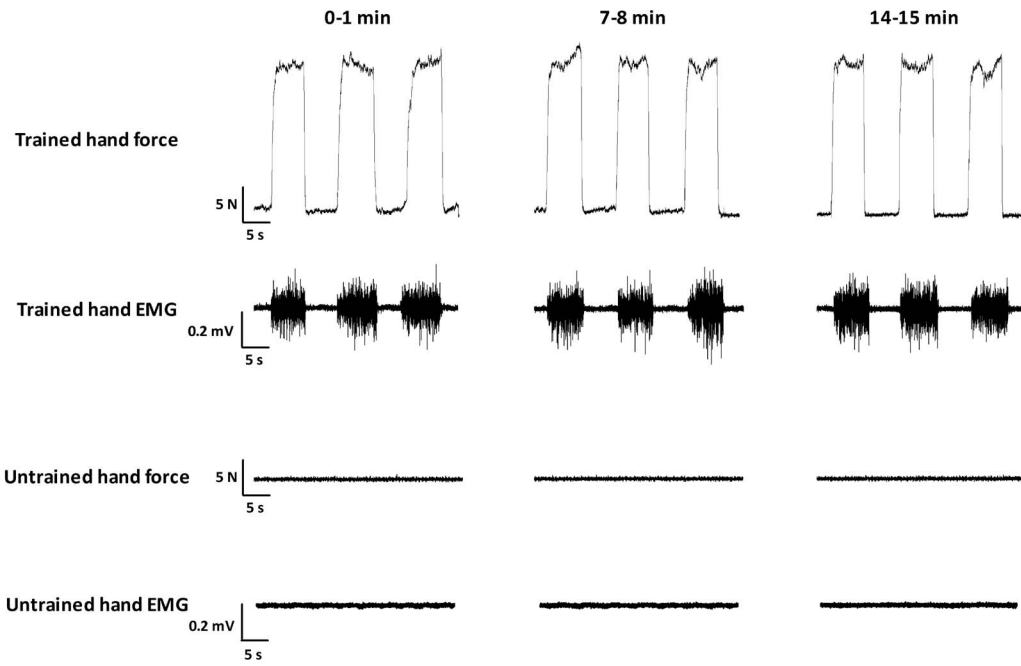 0-1 min 7-8 min 14-15 min
Trained hand force
5 N
5 s
Trained hand EMG
0.2 mV
5 s
Untrained hand force
5 N
5 s
Untrained hand EMG
0.2 mV
5 s